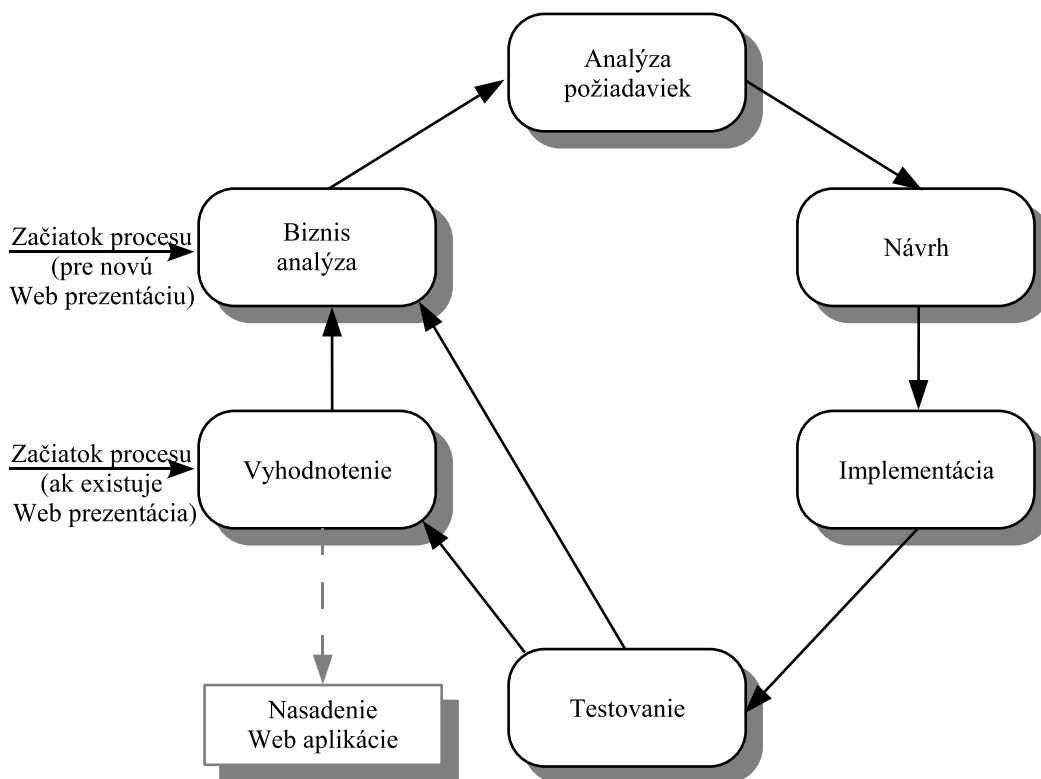 Analýza
požiadaviek
Začiatok procesu
(pre novú
Web prezentáciu)
Biznis
analýza
Návrh
Začiatok procesu
(ak existuje
Web prezentácia)
Vyhodnotenie
Implementácia
Nasadenie
Web aplikácie
Testovanie